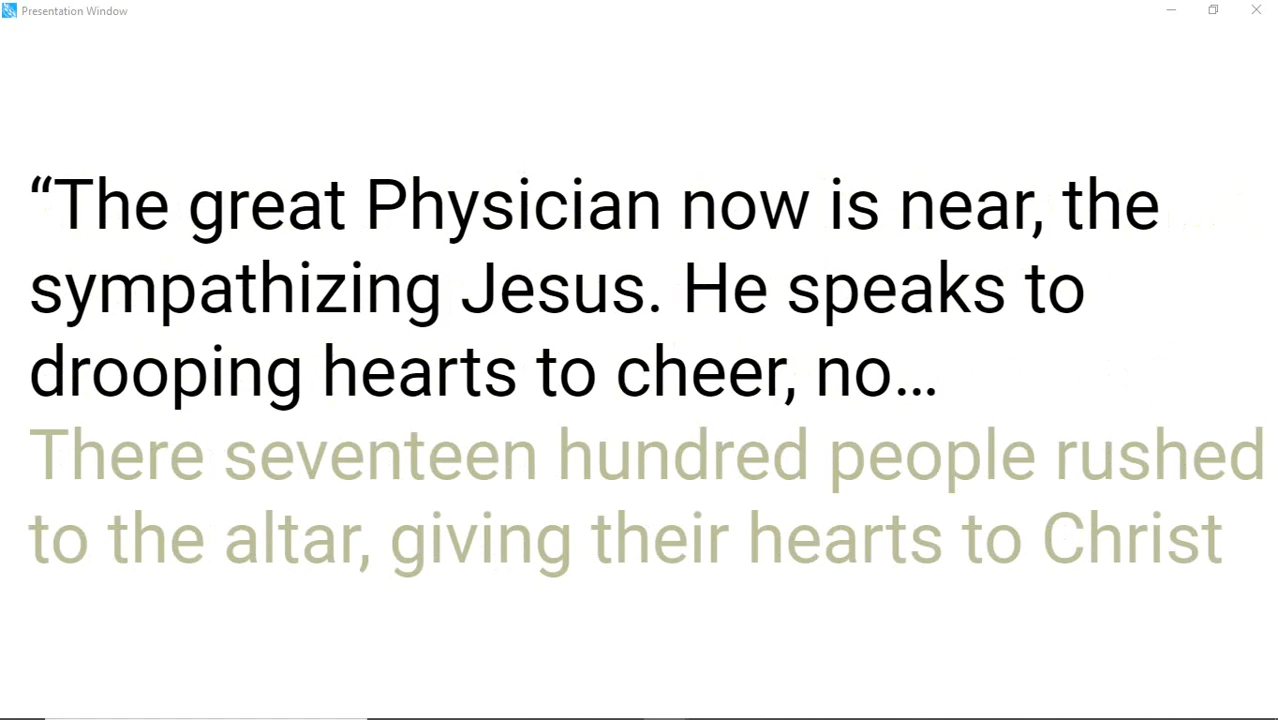 Presentation Window
“The great Physician now is near, the
sympathizing Jesus. He speaks to
drooping hearts to cheer, no…
There seventeen hundred people rushed
to the altar, giving their hearts to Christ